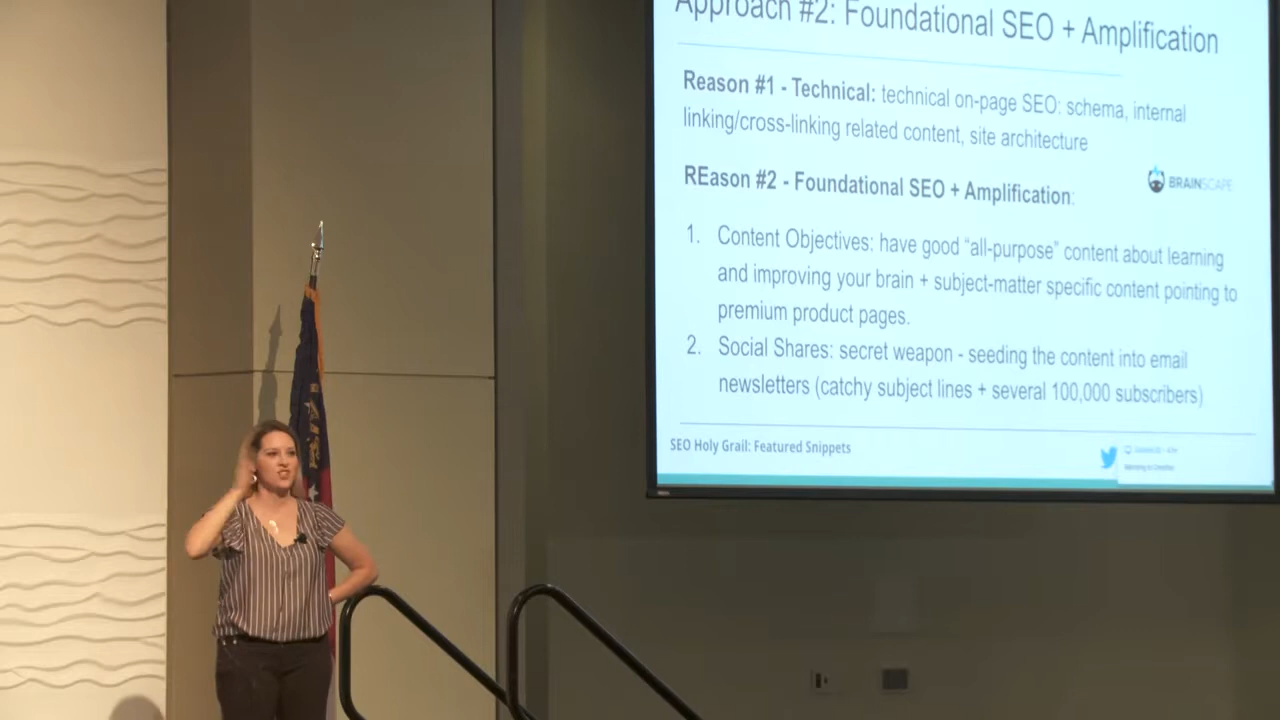 Approach #2: Foundational SEO + Amplification
Reason #1 - Technical: technical on-page SEO: schema, internal
linking/cross-linking related content, site architecture
REason #2 - Foundational SEO + Amplification:
BRAINSCAPE
1. Content Objectives: have good “all-purpose” content about learning
and improving your brain + subject-matter specific content pointing to
premium product pages.
2. Social Shares: secret weapon - seeding the content into email
newsletters (catchy subject lines + several 100,000 subscribers)
SEO Holy Grail: Featured Snippets